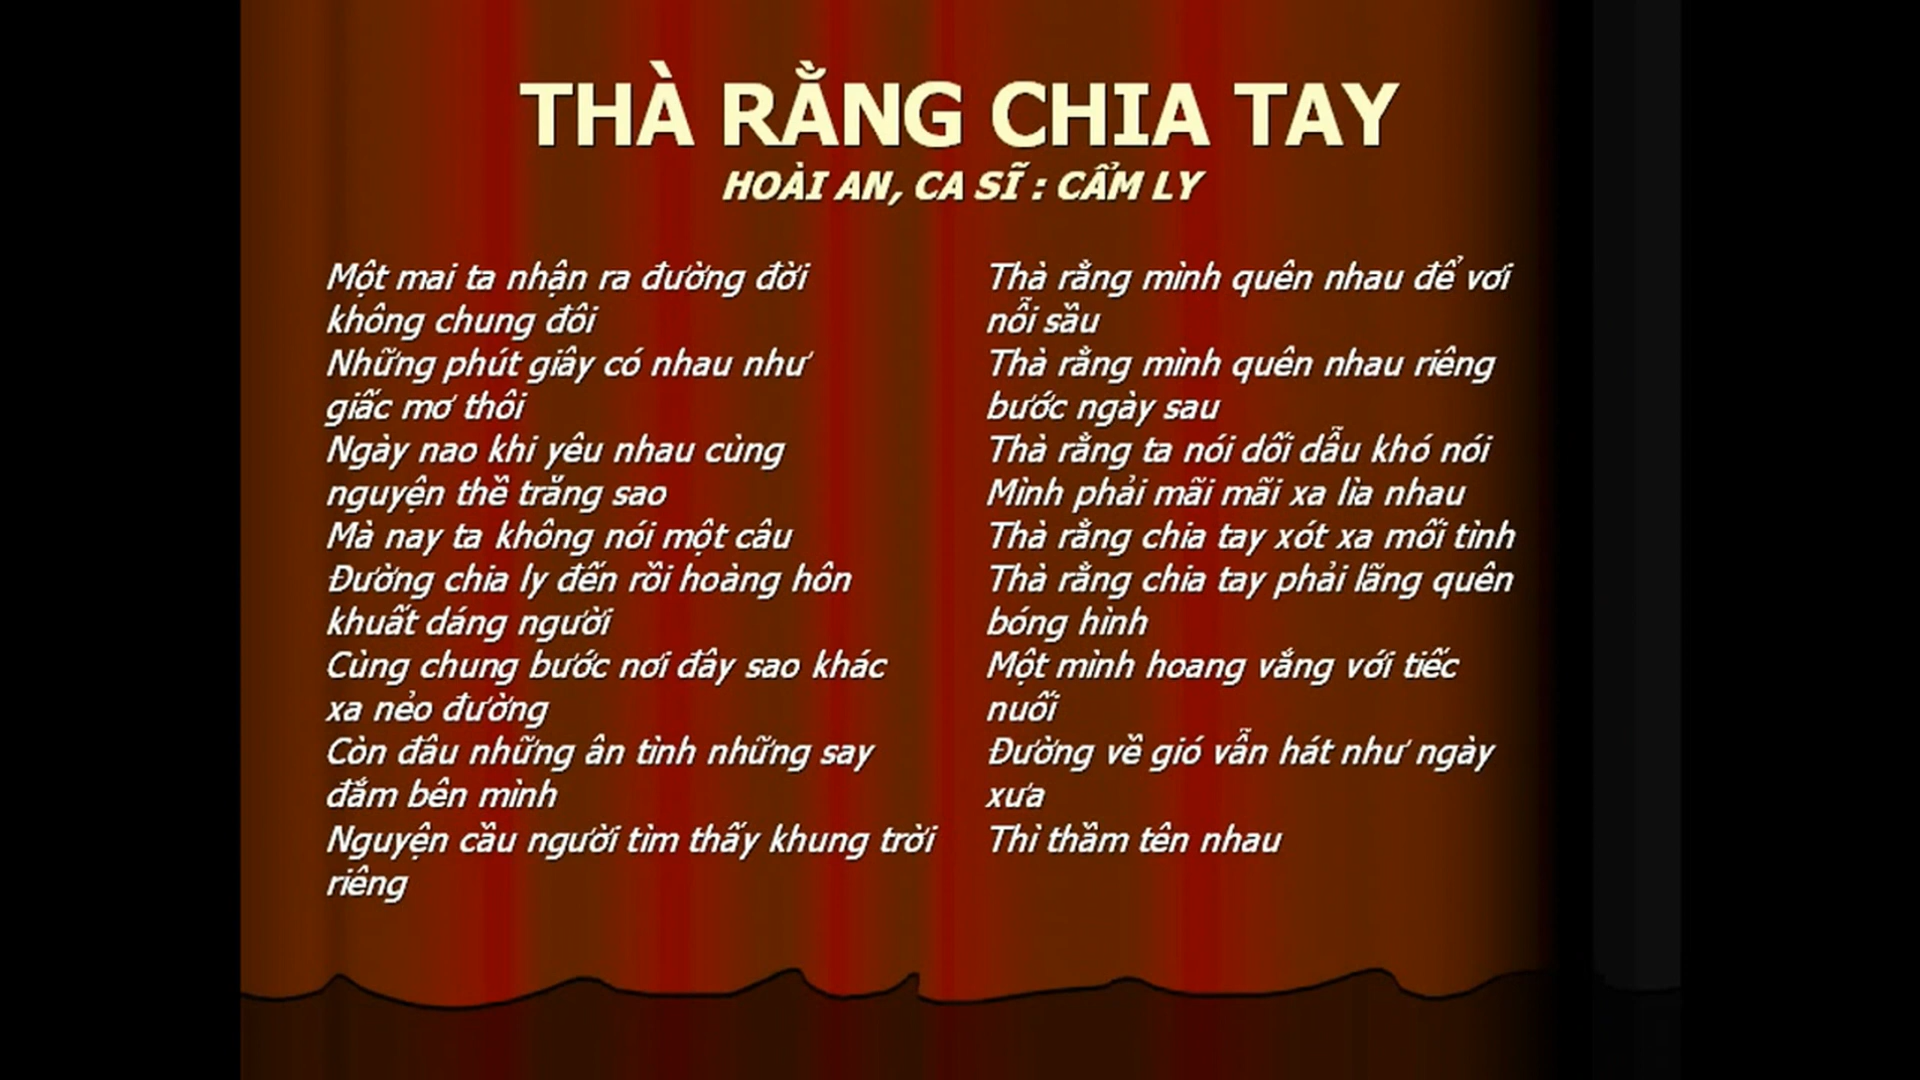 THÀ RẰNG CHIA TAY
HOÀI AN, CA SĨ : CẨM LY
Một mai ta nhận ra đường đời
không chung đôi
Những phút giây có nhau như
giấc mơ thôi
Ngày nao khi yêu nhau cùng
nguyện thề trăng sao
Mà nay ta không nói một câu
Đường chia ly đến rồi hoàng hôn
khuất dáng người
Cùng chung bước nơi đây sao khác
xa nẻo đường
Còn đâu những ân tình những say
đắm bên mình
Nguyện cầu người tìm thấy khung trời
riêng
Thà rằng mình quên nhau để vơi
nỗi sầu
Thà rằng mình quên nhau riêng
bước ngày sau
Thà rằng ta nói dối dẫu khó nói
Mình phải mãi mãi xa lìa nhau
Thà rằng chia tay xót xa mối tình
Thà rằng chia tay phải lãng quên
bóng hình
Một mình hoang vắng với tiếc
nuối
Đường về gió vẫn hát như ngày
xưa
Thì thầm tên nhau